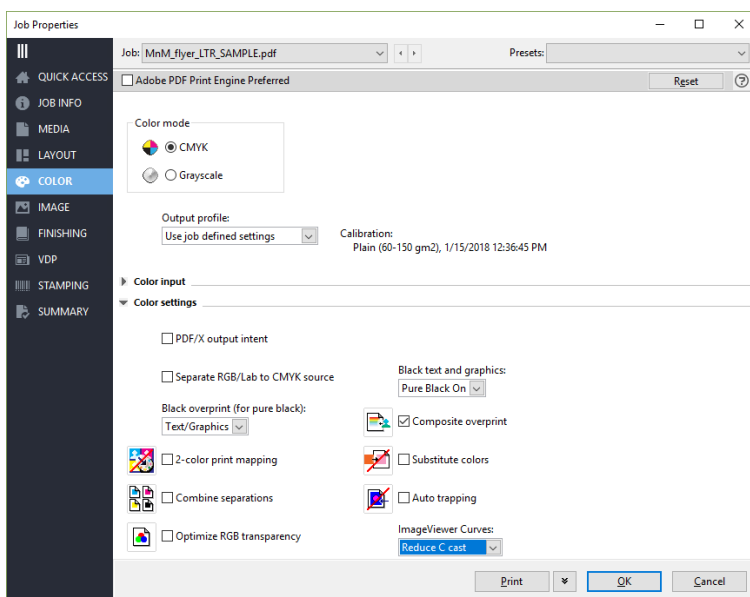 Job Properties
Job: MnM_flyer_LTR_SAMPLE.pdf Presets:
QUICK ACCESS
JOB INFO
MEDIA
LAYOUT
COLOR
IMAGE
FINISHING
VDP
STAMPING
SUMMARY
Adobe PDF Print Engine Preferred Reset ?
Color mode
CMYK
Grayscale
Output profile:
Use job defined settings
Calibration:
Plain (60-150 gm2), 1/15/2018 12:36:45 PM
Color input
Color settings
PDF/X output intent
Separate RGB/Lab to CMYK source
Black text and graphics:
Pure Black On
Black overprint (for pure black):
Text/Graphics
Composite overprint
2-color print mapping
Substitute colors
Combine separations
Auto trapping
Optimize RGB transparency
ImageViewer Curves:
Reduce C cast
Print OK Cancel